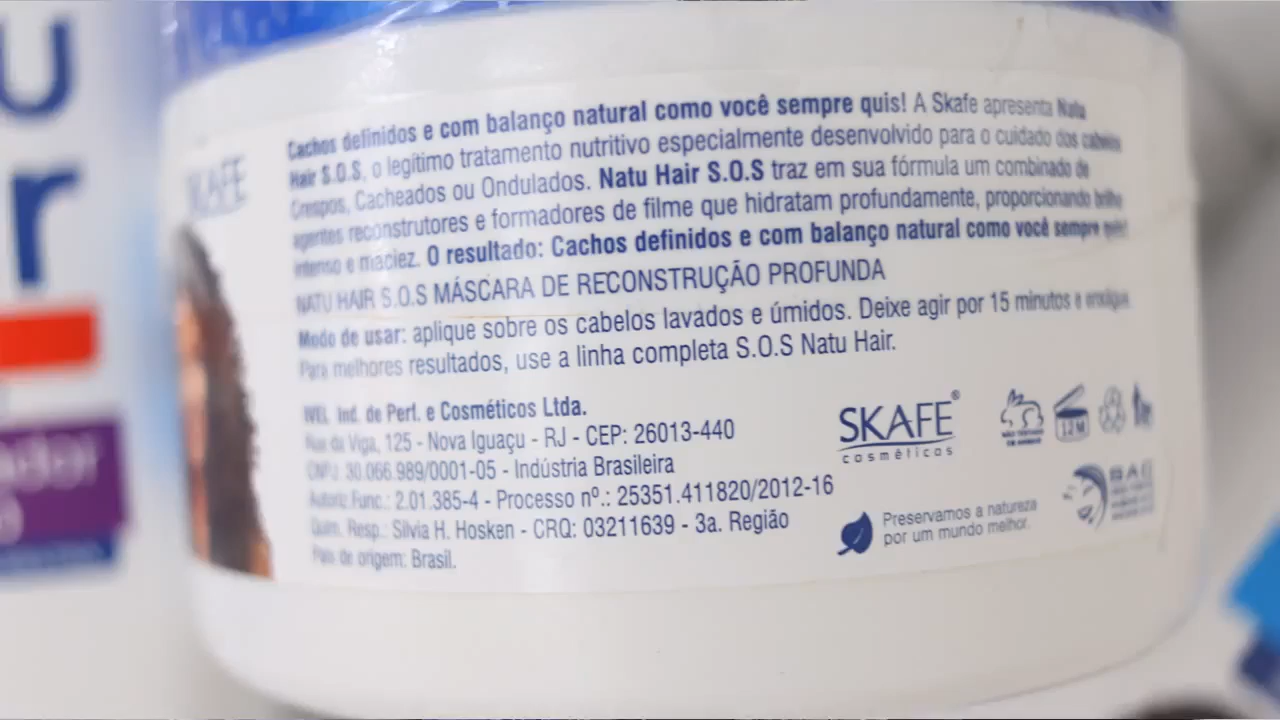 SKAFE
Cachos definidos e com balanço natural como você sempre quis! A Skafe apresenta Natu
Hair S.O.S, o legítimo tratamento nutritivo especialmente desenvolvido para o cuidado dos cabelos
Crespos, Cacheados ou Ondulados. Natu Hair S.O.S traz em sua fórmula um combinado de
agentes reconstrutores e formadores de filme que hidratam profundamente, proporcionando brilho
intenso e maciez. O resultado: Cachos definidos e com balanço natural como você sempre quis!
NATU HAIR S.O.S MÁSCARA DE RECONSTRUÇÃO PROFUNDA
Modo de usar: aplique sobre os cabelos lavados e úmidos. Deixe agir por 15 minutos e enxágue
Para melhores resultados, use a linha completa S.O.S Natu Hair.
WEL Ind. de Perf. e Cosméticos Ltda.
Rua da Viga, 125 - Nova Iguaçu - RJ - CEP: 26013-440
CNPJ: 30.066.989/0001-05 - Indústria Brasileira
Autoriz. Func.: 2.01.385-4 - Processo nº.: 25351.411820/2012-16
Quím. Resp.: Silvia H. Hosken - CRQ: 03211639 - 3a. Região
País de origem: Brasil.
SKAFE®
cosméticos
12 M
Preservamos a natureza
por um mundo melhor.
SAC
u
r
ador